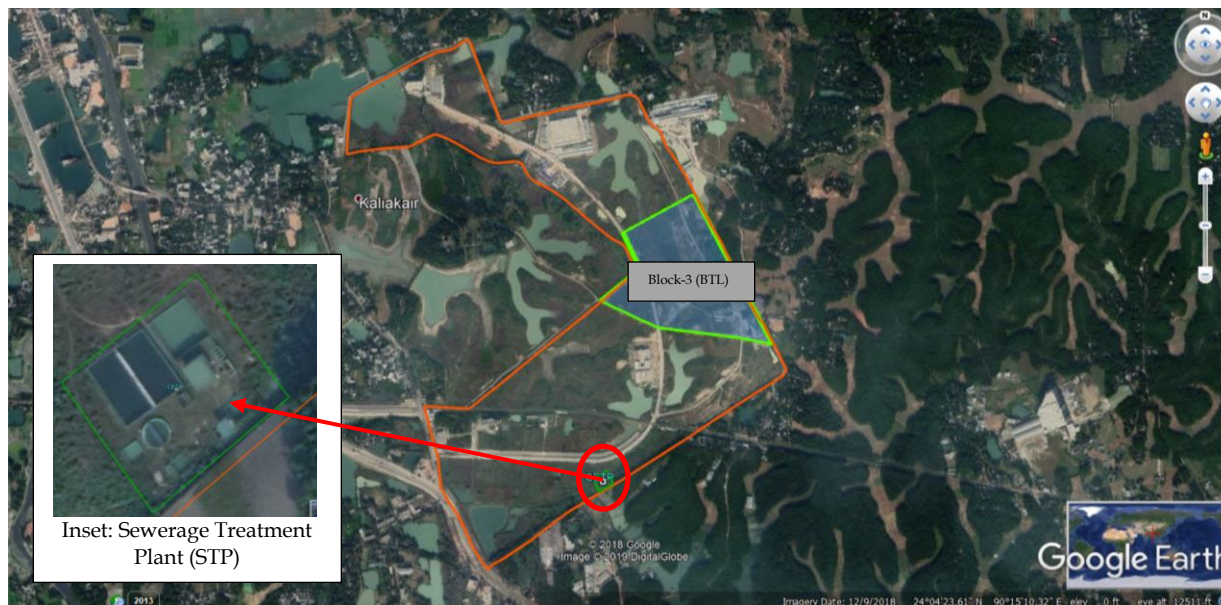 N
Kaliakair
Block-3 (BTL)
Inset: Sewerage Treatment
Plant (STP)
© 2018 Google
Image © 2019 DigitalGlobe
Google Earth
2013
Imagery Date: 12/9/2018 24°04'23.61" N 90°15'10.32" E elev 0 ft eye alt 12511 ft